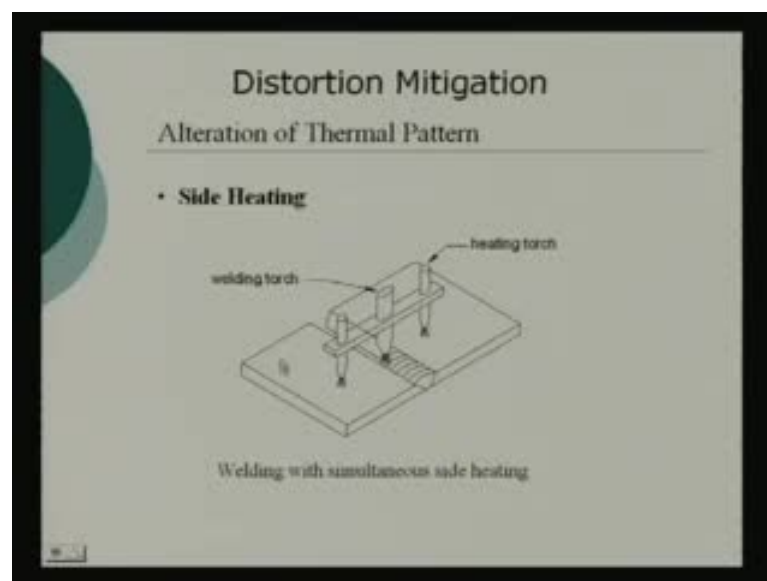 Distortion Mitigation
Alteration of Thermal Pattern
• Side Heating
heating torch
welding torch
Welding with simultaneous side heating